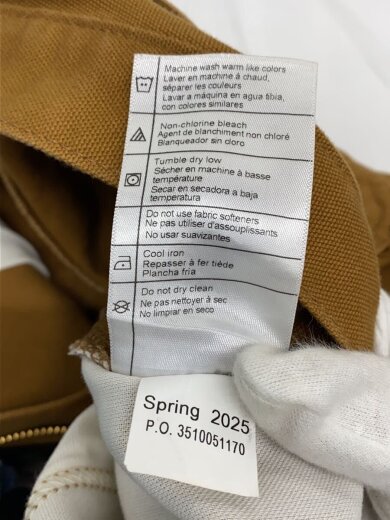 Machine wash warm like colors
Laver en machine à chaud,
séparer les couleurs
Lavar a máquina en agua tibia,
con colores similares
Non-chlorine bleach
Agent de blanchiment non chloré
Blanqueador sin cloro
Tumble dry low
Sécher en machine à basse
température
Secar en secadora a baja
temperatura
Do not use fabric softeners
Ne pas utiliser d'assouplissants
No usar suavizantes
Cool iron
Repasser à fer tiède
Plancha fria
Do not dry clean
Ne pas nettoyer à sec
No limpiar en seco
Spring 2025
P.O. 3510051170